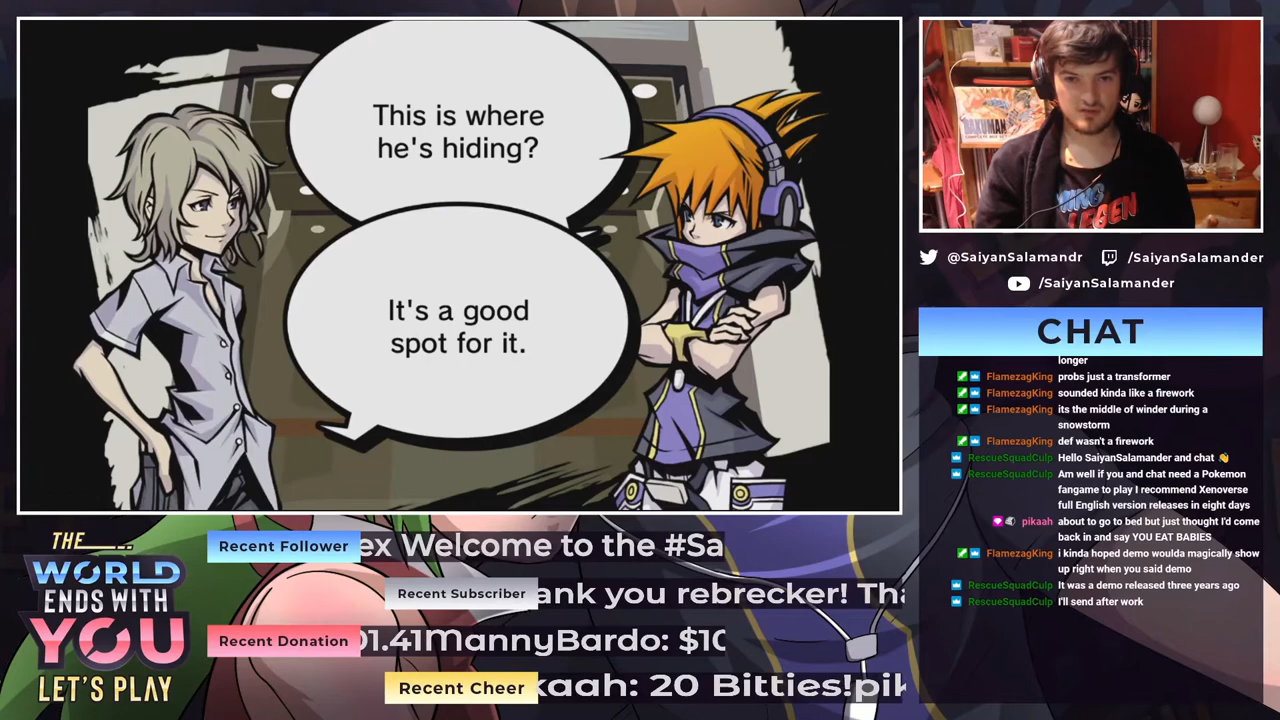 This is where
he's hiding?
It's a good
spot for it.
@SaiyanSalamandr
/SaiyanSalamander
/SaiyanSalamander
CHAT
longer
FlamezagKing probs just a transformer
FlamezagKing sounded kinda like a firework
FlamezagKing its the middle of winder during a
snowstorm
FlamezagKing def wasn't a firework
RescueSquadCulp Hello SaiyanSalamander and chat 👋
RescueSquadCulp Am well if you and chat need a Pokemon
fangame to play I recommend Xenoverse
full English version releases in eight days
pikaah about to go to bed but just thought I'd come
back in and say YOU EAT BABIES
FlamezagKing i kinda hoped demo woulda magically show
up right when you said demo
RescueSquadCulp It was a demo released three years ago
RescueSquadCulp I'll send after work
THE
WORLD
ENDS WITH
YOU
LET'S PLAY
Recent Follower
ex Welcome to the #Sa
Recent Subscriber
ank you rebrecker! Tha
Recent Donation
01.41MannyBardo: $10
Recent Cheer
kaah: 20 Bitties!pik
BAKUMAN
LEGEN